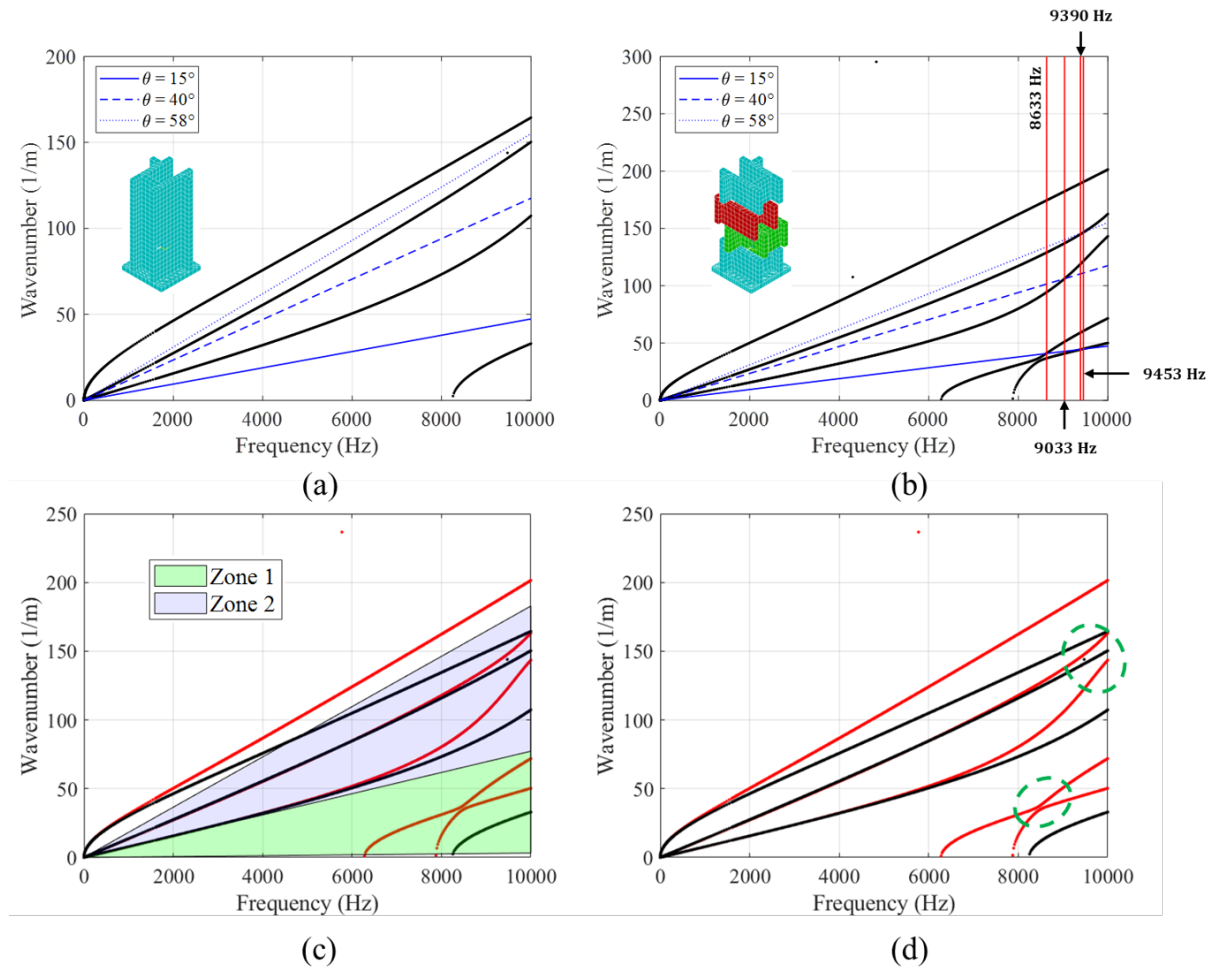 9390 Hz
200
150
100
50
0
Wavenumber (1/m)
θ = 15°
θ = 40°
θ = 58°
0 2000 4000 6000 8000 10000
Frequency (Hz)
(a)
300
250
200
150
100
50
0
Wavenumber (1/m)
θ = 15°
θ = 40°
θ = 58°
8633 Hz
9453 Hz
0 2000 4000 6000 8000 10000
Frequency (Hz)
9033 Hz
(b)
250
200
150
100
50
0
Wavenumber (1/m)
Zone 1
Zone 2
0 2000 4000 6000 8000 10000
Frequency (Hz)
(c)
250
200
150
100
50
0
Wavenumber (1/m)
0 2000 4000 6000 8000 10000
Frequency (Hz)
(d)